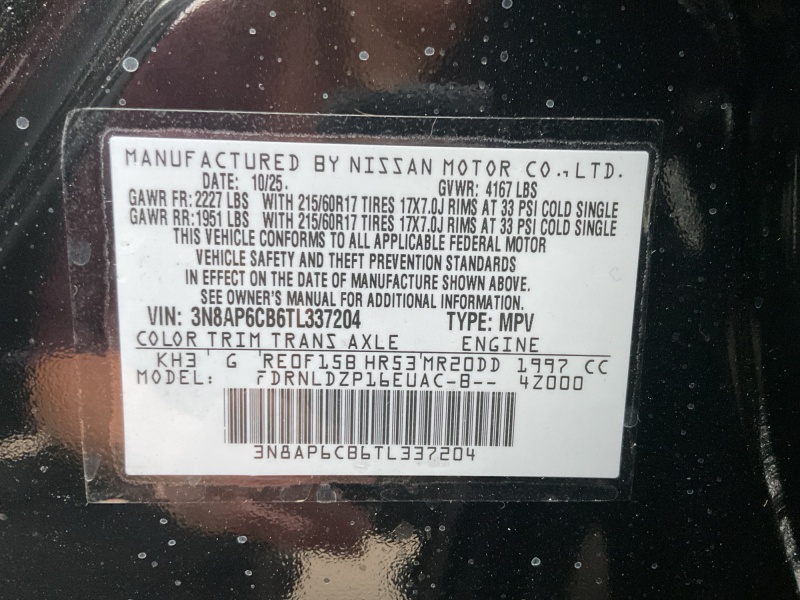 MANUFACTURED BY NISSAN MOTOR CO.,LTD.
DATE: 10/25. GVWR: 4167 LBS
GAWR FR: 2227 LBS WITH 215/60R17 TIRES 17X7.0J RIMS AT 33 PSI COLD SINGLE
GAWR RR: 1951 LBS WITH 215/60R17 TIRES 17X7.0J RIMS AT 33 PSI COLD SINGLE
THIS VEHICLE CONFORMS TO ALL APPLICABLE FEDERAL MOTOR
VEHICLE SAFETY AND THEFT PREVENTION STANDARDS
IN EFFECT ON THE DATE OF MANUFACTURE SHOWN ABOVE.
SEE OWNER'S MANUAL FOR ADDITIONAL INFORMATION.
VIN: 3N8AP6CB6TL337204 TYPE: MPV
COLOR TRIM TRANS AXLE ENGINE
KH3 G RE0F15B HR53 MR20DD 1997 CC
MODEL: FDRNLDZP16EUAC-B-- 4Z000
3N8AP6CB6TL337204